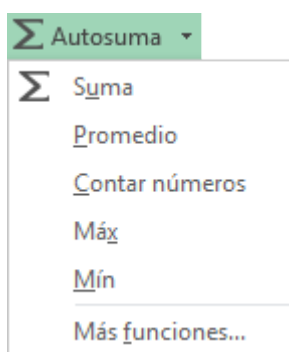 Σ Autosuma
Σ Suma
Promedio
Contar números
Máx
Mín
Más funciones...